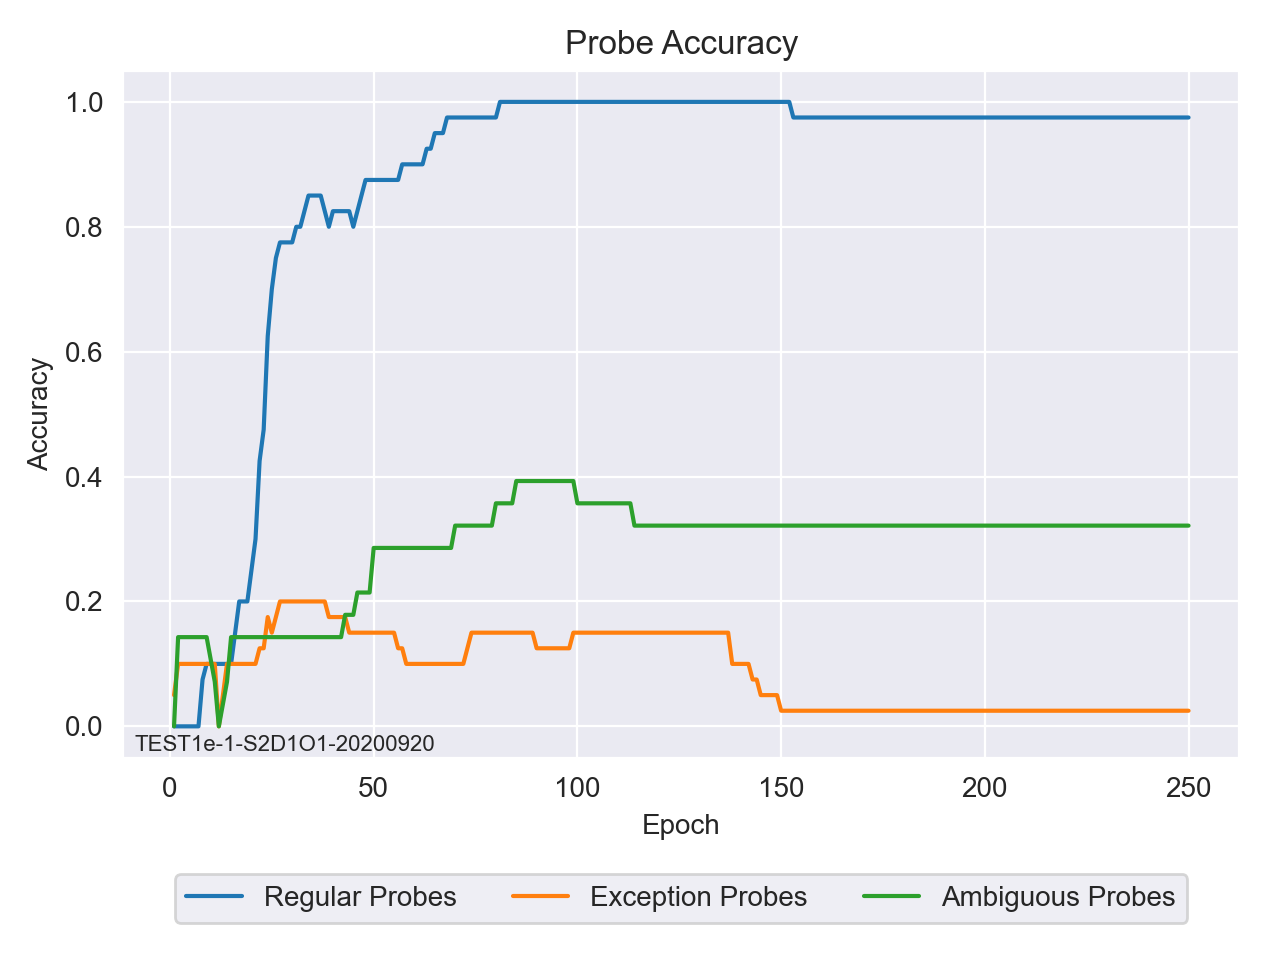 Probe Accuracy
1.0
0.8
0.6
0.4
0.2
0.0
Accuracy
TEST1e-1-S2D1O1-20200920
0 50 100 150 200 250
Epoch
Regular Probes Exception Probes Ambiguous Probes